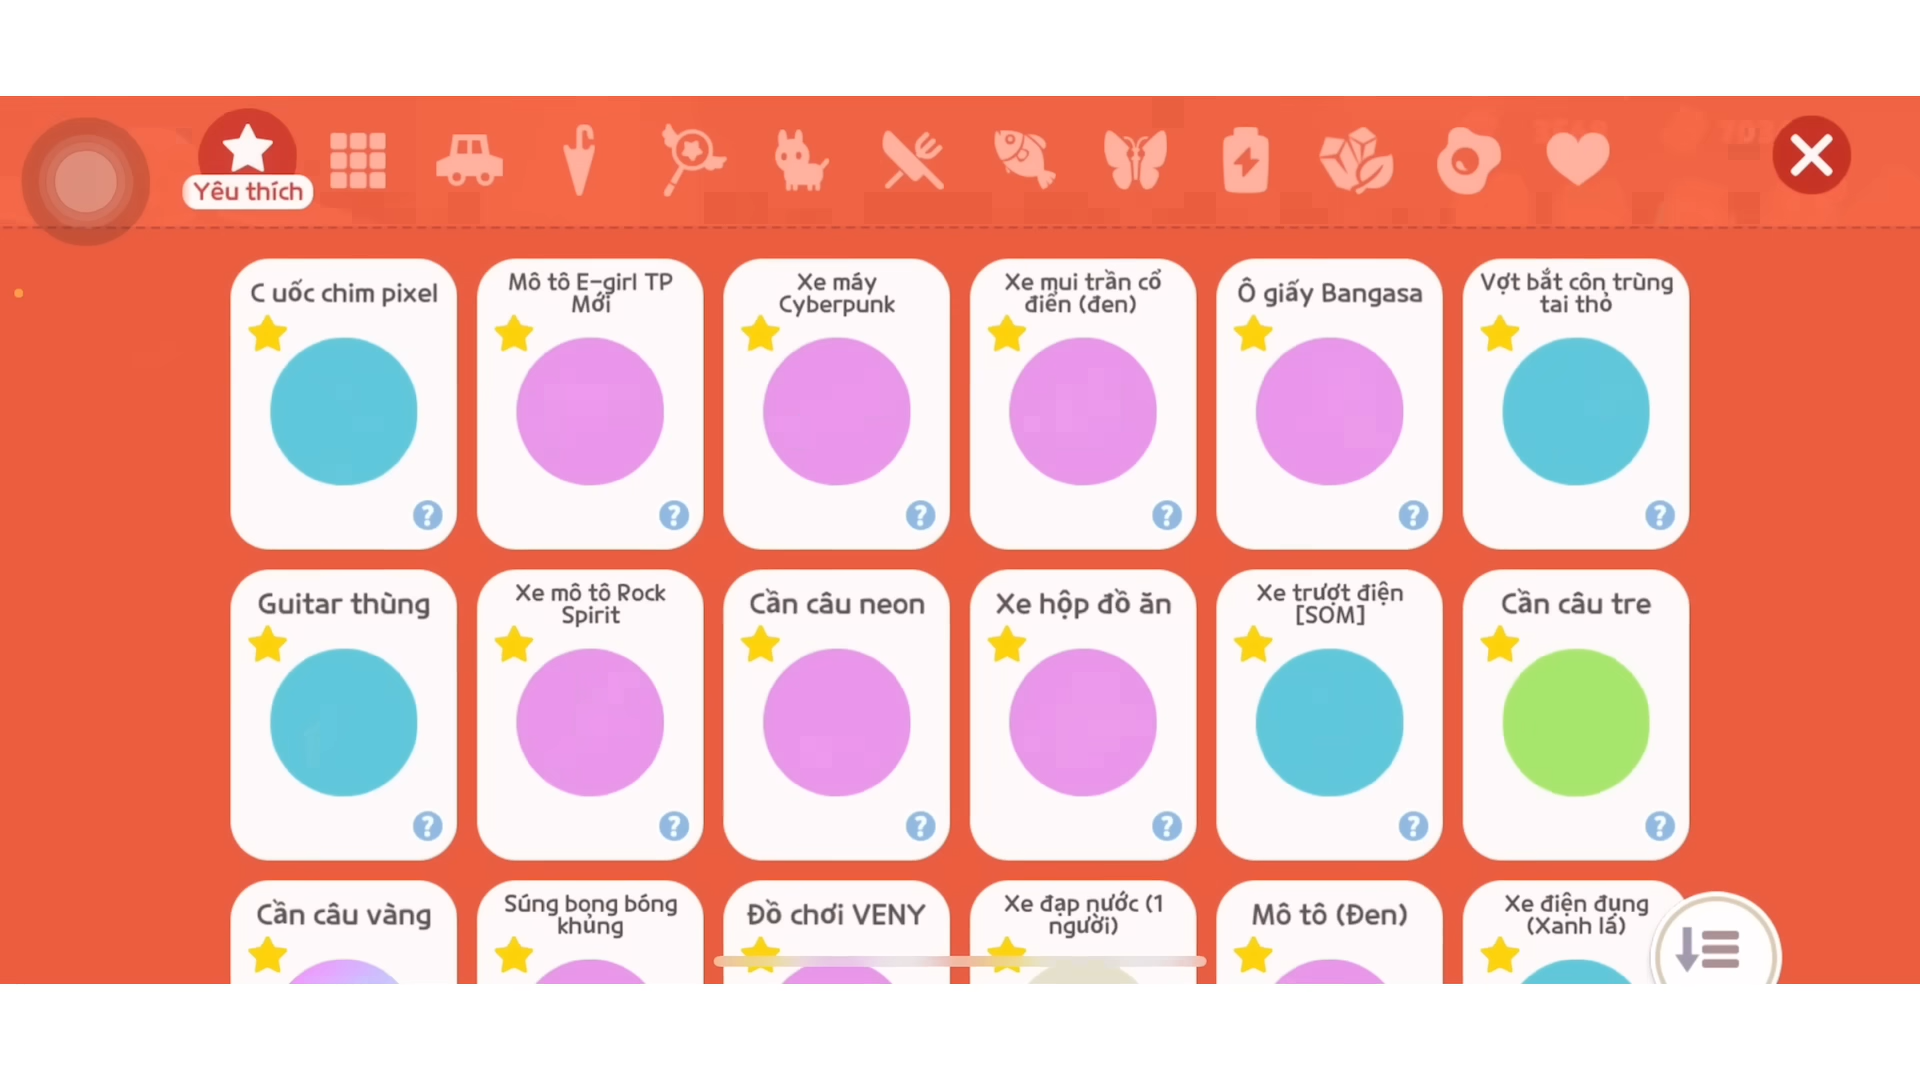 Yêu thích
C uốc chim pixel
Mô tô E-girl TP
Mới
Xe máy
Cyberpunk
Xe mui trần cổ
điển (đen)
Ô giấy Bangasa
Vợt bắt côn trùng
tai thỏ
Guitar thùng
Xe mô tô Rock
Spirit
Cần câu neon
Xe hộp đồ ăn
Xe trượt điện
[SOM]
Cần câu tre
Cần câu vàng
Súng bong bóng
khủng
Đồ chơi VENY
Xe đạp nước (1
người)
Mô tô (Đen)
Xe điện đụng
(Xanh lá)